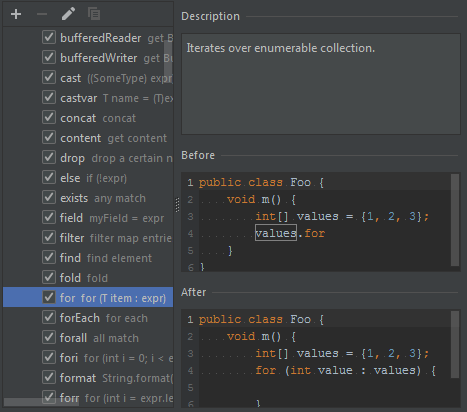 bufferedReader get B
bufferedWriter get Bu
cast ((SomeType) expr
castvar T name = (T)ex
concat concat
content get content
drop drop a certain n
else if (!expr)
exists any match
field myField = expr
filter filter map entrie
find find element
fold fold
for for (T item : expr)
forEach for each
forall all match
fori for (int i = 0; i < e
format String.format(
forr for (int i = expr.le
Description
Iterates over enumerable collection.
Before
1 public class Foo {
2 void m() {
3 int[] values = {1, 2, 3};
4 values.for
5 }
6 }
After
1 public class Foo {
2 void m() {
3 int[] values = {1, 2, 3};
4 for (int value : values) {
5
6 }